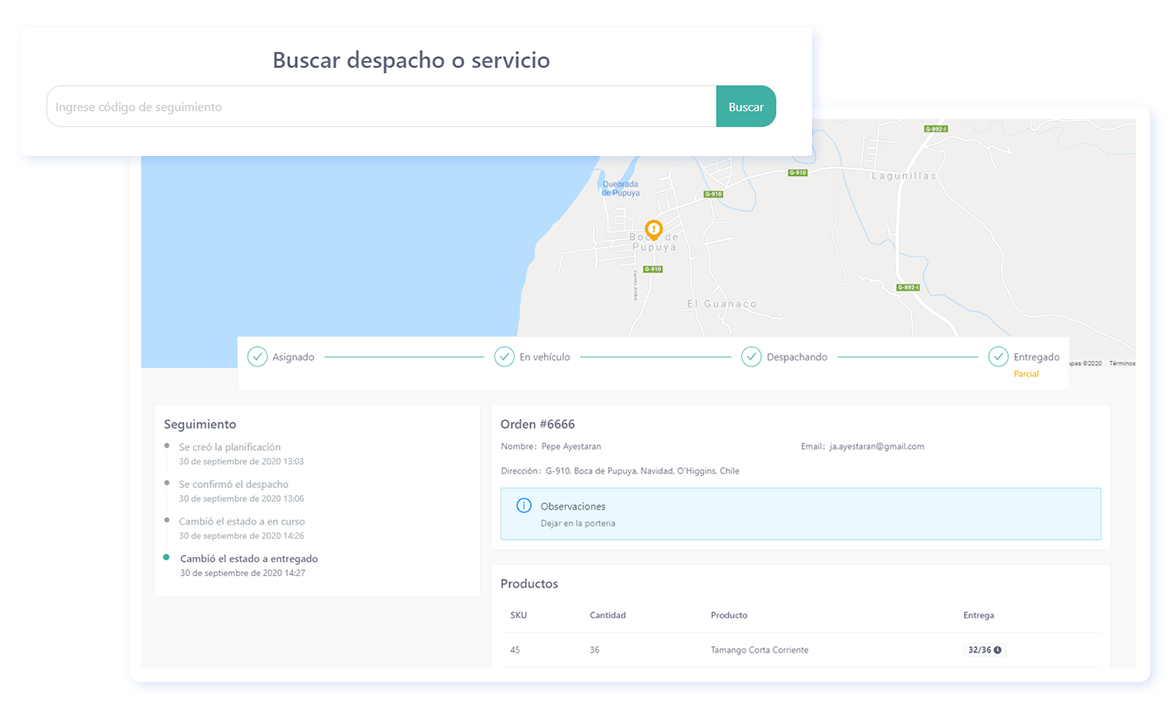 Buscar despacho o servicio
Ingrese código de seguimiento
Buscar
G-892-I
G-910
Lagunillas
Quebrada
de Pupuya
G-910
Boca de
Pupuya
G-910
Camino Arriba
G-892-I
El Guanaco
Asignado
En vehículo
Despachando
Entregado
Parcial
©2020 Términos
Seguimiento
Se creó la planificación
30 de septiembre de 2020 13:03
Se confirmó el despacho
30 de septiembre de 2020 13:06
Cambió el estado a en curso
30 de septiembre de 2020 14:26
Cambió el estado a entregado
30 de septiembre de 2020 14:27
Orden #6666
Nombre: Pepe Ayestaran
Email: ja.ayestaran@gmail.com
Dirección: G-910, Boca de Pupuya, Navidad, O'Higgins, Chile
Observaciones
Dejar en la porteria
Productos
SKU Cantidad Producto Entrega
45 36 Tamango Corta Corriente 32/36